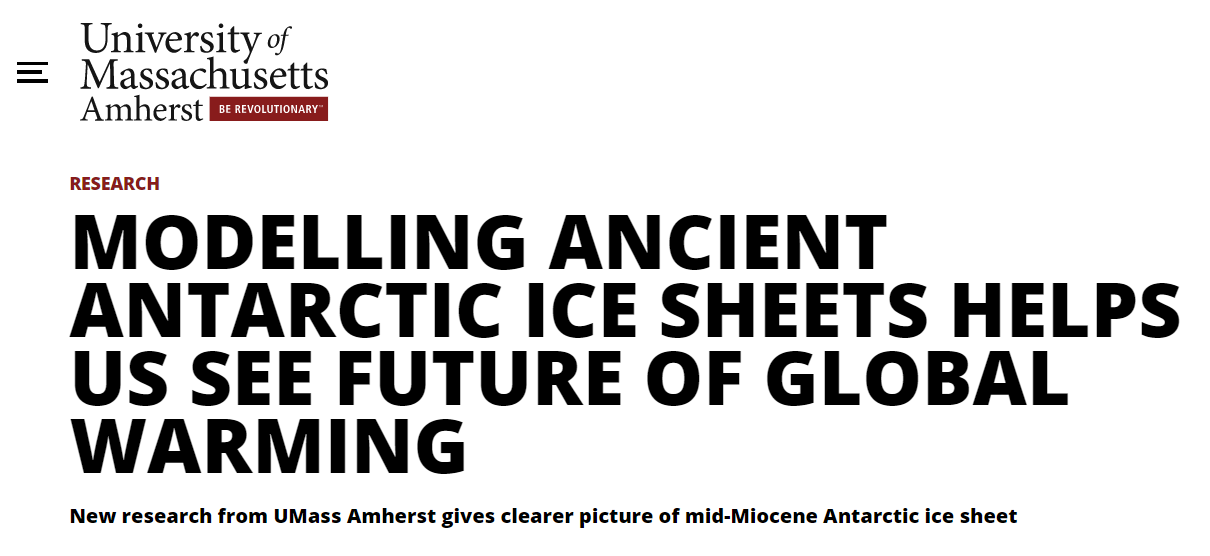 University of
Massachusetts
Amherst BE REVOLUTIONARY™
RESEARCH
MODELLING ANCIENT
ANTARCTIC ICE SHEETS HELPS
US SEE FUTURE OF GLOBAL
WARMING
New research from UMass Amherst gives clearer picture of mid-Miocene Antarctic ice sheet